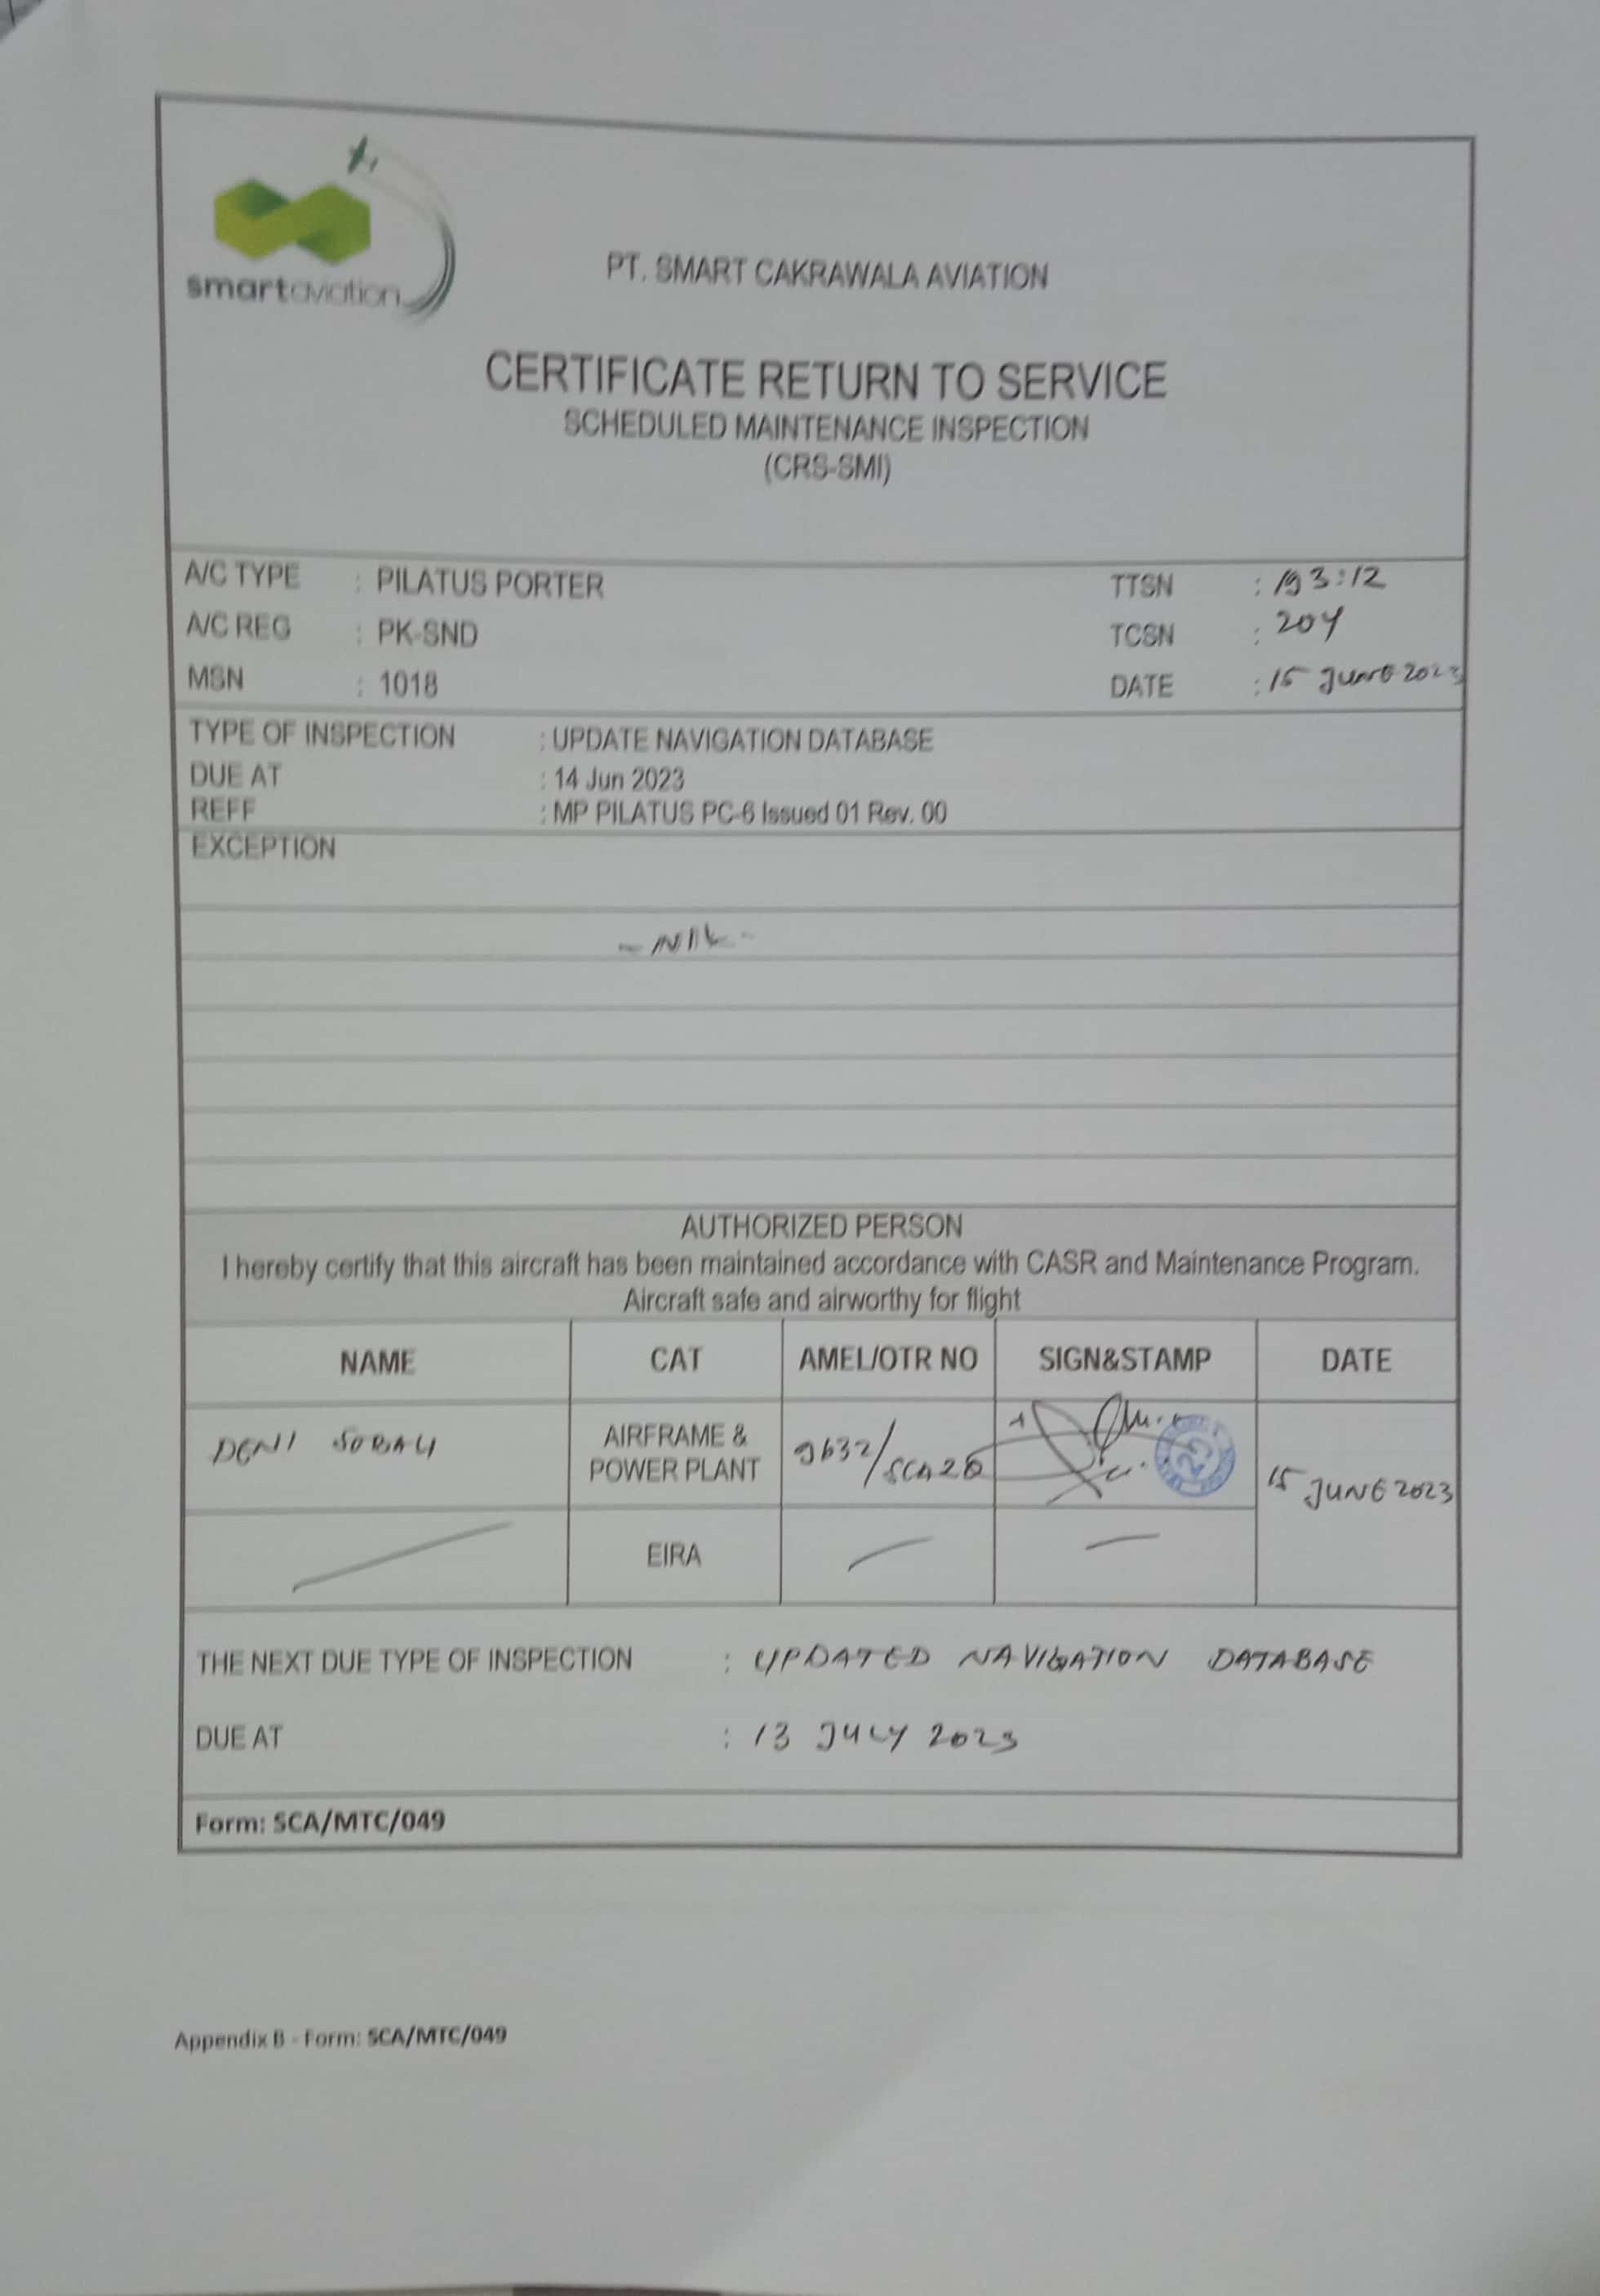 smartaviation
PT. SMART CAKRAWALA AVIATION
CERTIFICATE RETURN TO SERVICE
SCHEDULED MAINTENANCE INSPECTION
(CRS-SMI)
A/C TYPE : PILATUS PORTER TTSN : 193:12
A/C REG : PK-SND TCSN : 204
MSN : 1018 DATE : 15 JUNE 2023
TYPE OF INSPECTION : UPDATE NAVIGATION DATABASE
DUE AT : 14 Jun 2023
REFF : MP PILATUS PC-6 Issued 01 Rev. 00
EXCEPTION
- NIL -
AUTHORIZED PERSON
I hereby certify that this aircraft has been maintained accordance with CASR and Maintenance Program.
Aircraft safe and airworthy for flight
NAME CAT AMEL/OTR NO SIGN&STAMP DATE
DENI AIRFRAME & POWER PLANT 9632/SCA28 23 15 JUNE 2023
EIRA
THE NEXT DUE TYPE OF INSPECTION : UPDATED NAVIGATION DATABASE
DUE AT : 13 JULY 2023
Form: SCA/MTC/049
Appendix B - Form: SCA/MTC/049